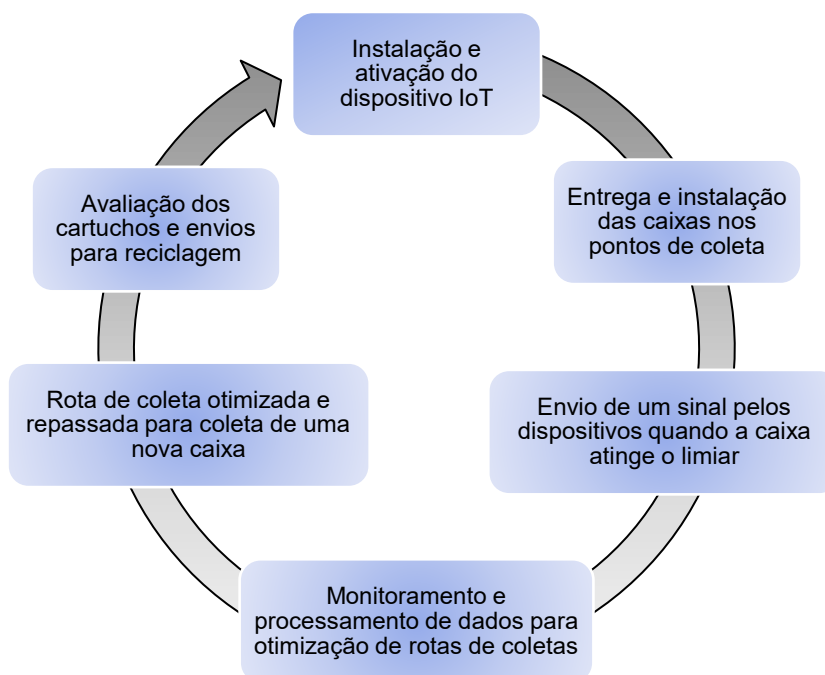 Instalação e
ativação do
dispositivo IoT
Entrega e instalação
das caixas nos
pontos de coleta
Envio de um sinal pelos
dispositivos quando a caixa
atinge o limiar
Monitoramento e
processamento de dados para
otimização de rotas de coletas
Rota de coleta otimizada e
repassada para coleta de uma
nova caixa
Avaliação dos
cartuchos e envios
para reciclagem